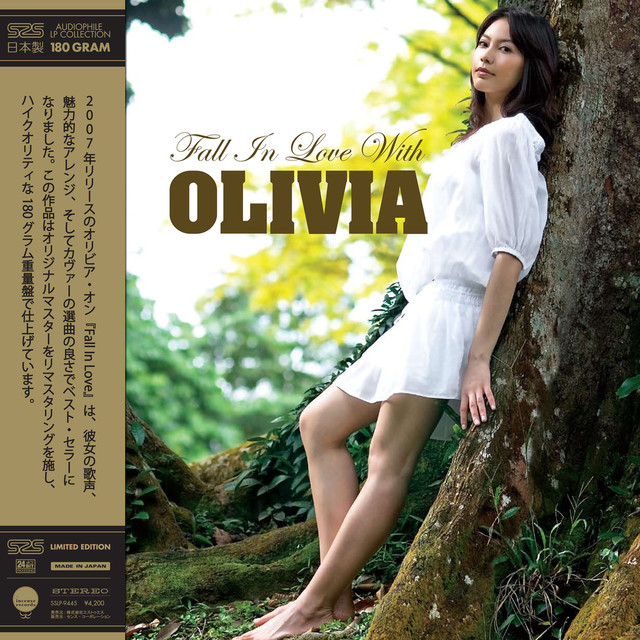 S2S
AUDIOPHILE
LP COLLECTION
日本製 180 GRAM
2007年リリースのオリビア・オン『Fall In Love』は、彼女の歌声、
魅力的なアレンジ、そしてカヴァーの選曲の良さでベスト・セラーに
なりました。この作品はオリジナルマスターをリマスタリングを施し、
ハイクオリティな180グラム重量盤で仕上げています。
Fall In Love With
OLIVIA
S2S
LIMITED EDITION
MADE IN JAPAN
STEREO
SSLP-9445 ¥4,200
incense
records